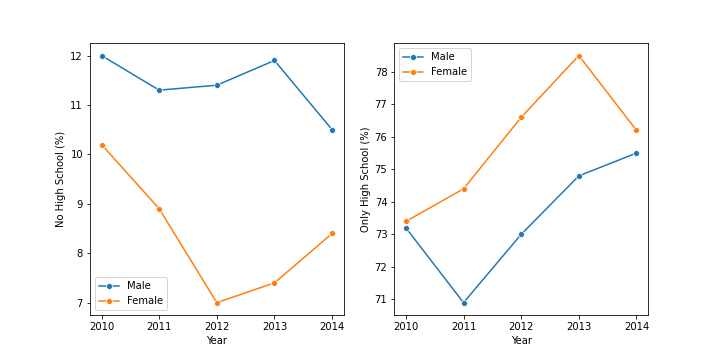 12
11
10
9
8
7
No High School (%)
2010 2011 2012 2013 2014
Year
Male
Female
78
77
76
75
74
73
72
71
Only High School (%)
2010 2011 2012 2013 2014
Year
Male
Female